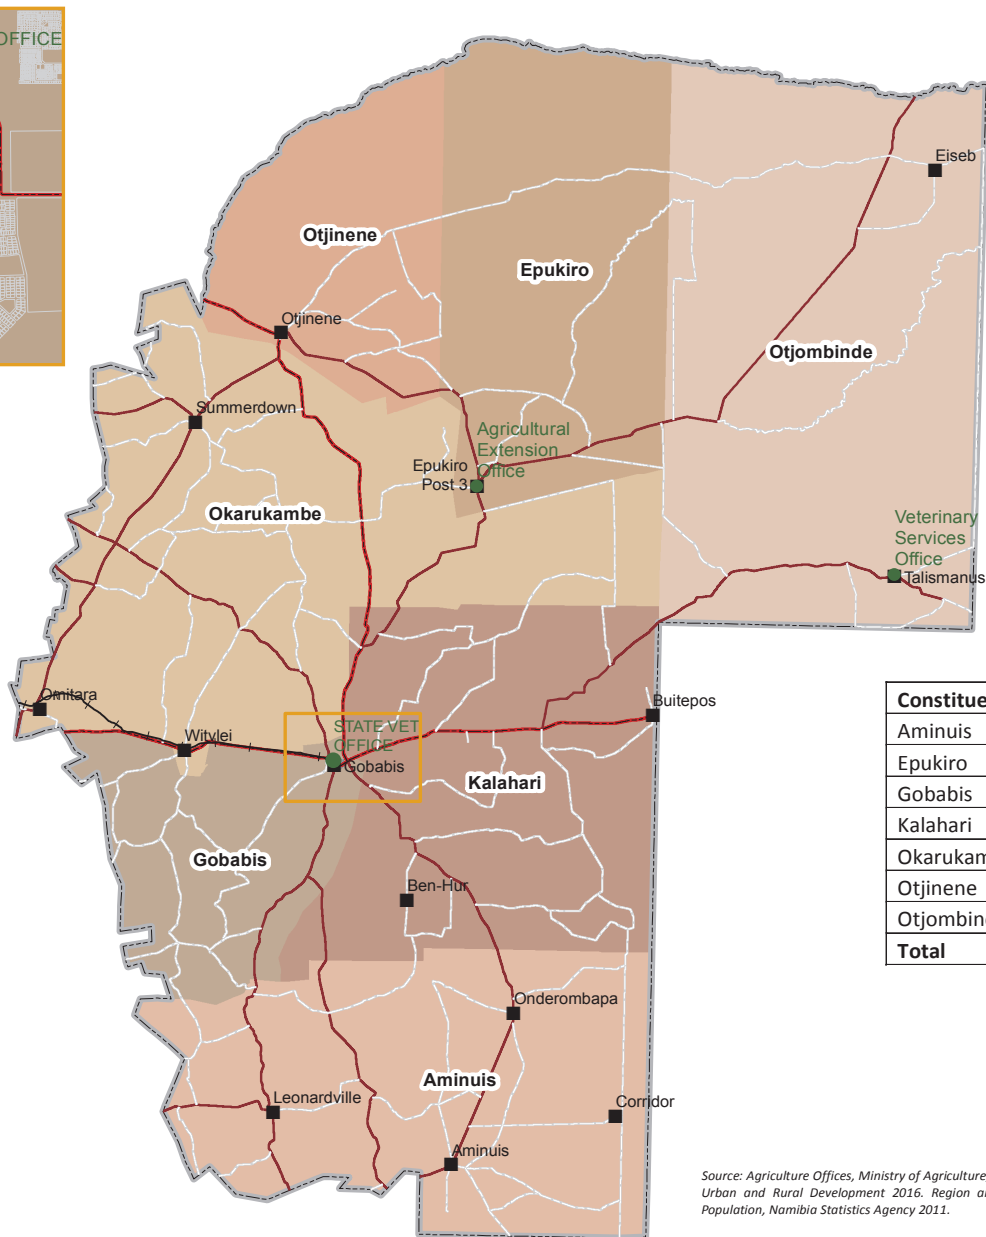 OFFICE
Eiseb
Otjinene
Epukiro
Otjinene
Otjombinde
Summerdown
Agricultural
Extension
Office
Epukiro
Post 3
Okarukambe
Veterinary
Services
Office
Talismanus
Omitara
Buitepos
STATE VET
OFFICE
Witvlei
Gobabis
Kalahari
Gobabis
Ben-Hur
Onderombapa
Aminuis
Leonardville
Corridor
Aminuis
Constitue
Aminuis
Epukiro
Gobabis
Kalahari
Okarukam
Otjinene
Otjombin
Total
Source: Agriculture Offices, Ministry of Agriculture,
Urban and Rural Development 2016. Region a
Population, Namibia Statistics Agency 2011.